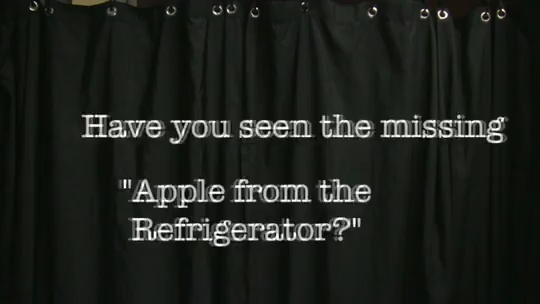 Have you seen the missing
"Apple from the
Refrigerator?"